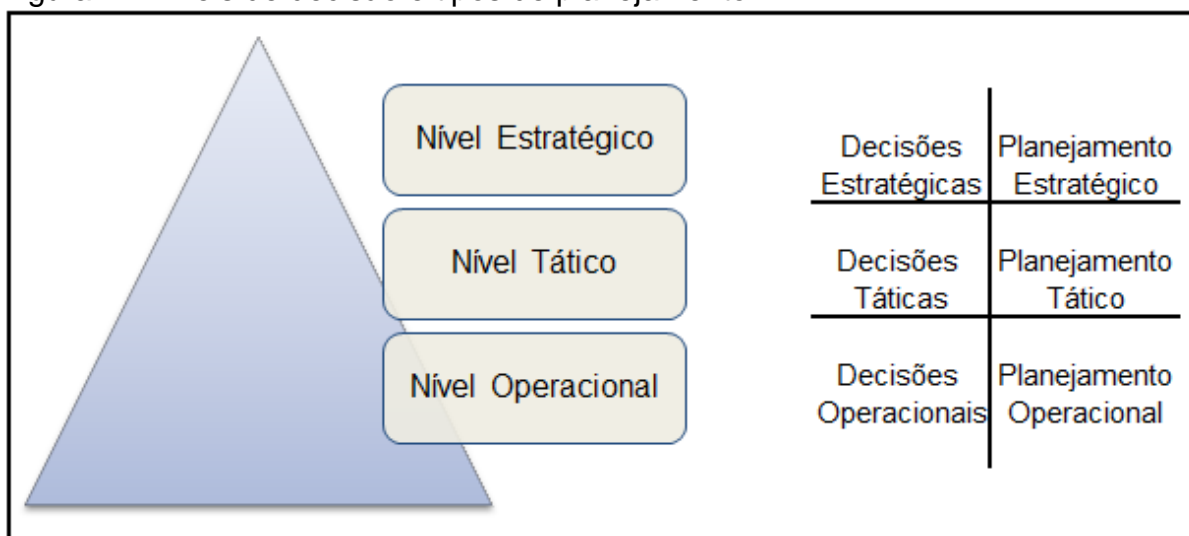 Nível Estratégico
Nível Tático
Nível Operacional
Decisões
Estratégicas
Planejamento
Estratégico
Decisões
Táticas
Planejamento
Tático
Decisões
Operacionais
Planejamento
Operacional